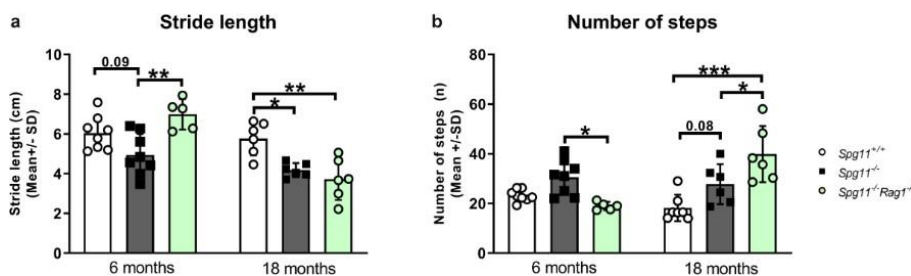 a Stride length
Stride length (cm)
(Mean+/- SD)
10
8
6
4
2
0
0.09
**
**
*
6 months 18 months
b Number of steps
Number of steps (n)
(Mean +/-SD)
80
60
40
20
0
*
***
*
0.08
6 months 18 months
Spg11+/+
Spg11-/-
Spg11-/-Rag1-/